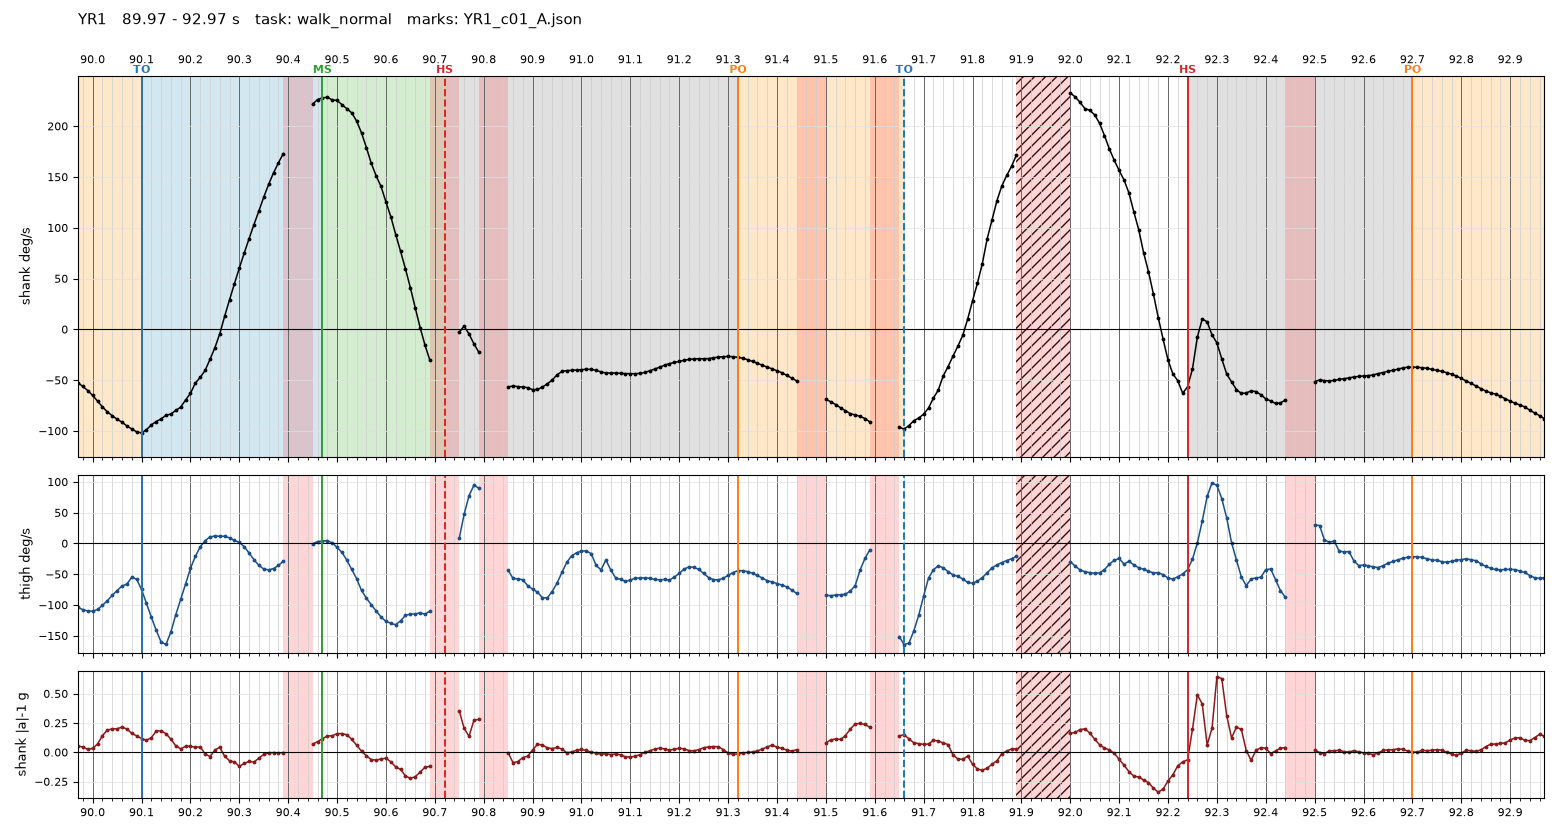 YR1   89.97 - 92.97 s   task: walk_normal   marks: YR1_c01_A.json
90.0 90.1 90.2 90.3 90.4 90.5 90.6 90.7 90.8 90.9 91.0 91.1 91.2 91.3 91.4 91.5 91.6 91.7 91.8 91.9 92.0 92.1 92.2 92.3 92.4 92.5 92.6 92.7 92.8 92.9
TO MS HS PO TO HS PO
shank deg/s
200
150
100
50
0
−50
−100
thigh deg/s
100
50
0
−50
−100
−150
shank |a|-1 g
0.50
0.25
0.00
−0.25
90.0 90.1 90.2 90.3 90.4 90.5 90.6 90.7 90.8 90.9 91.0 91.1 91.2 91.3 91.4 91.5 91.6 91.7 91.8 91.9 92.0 92.1 92.2 92.3 92.4 92.5 92.6 92.7 92.8 92.9